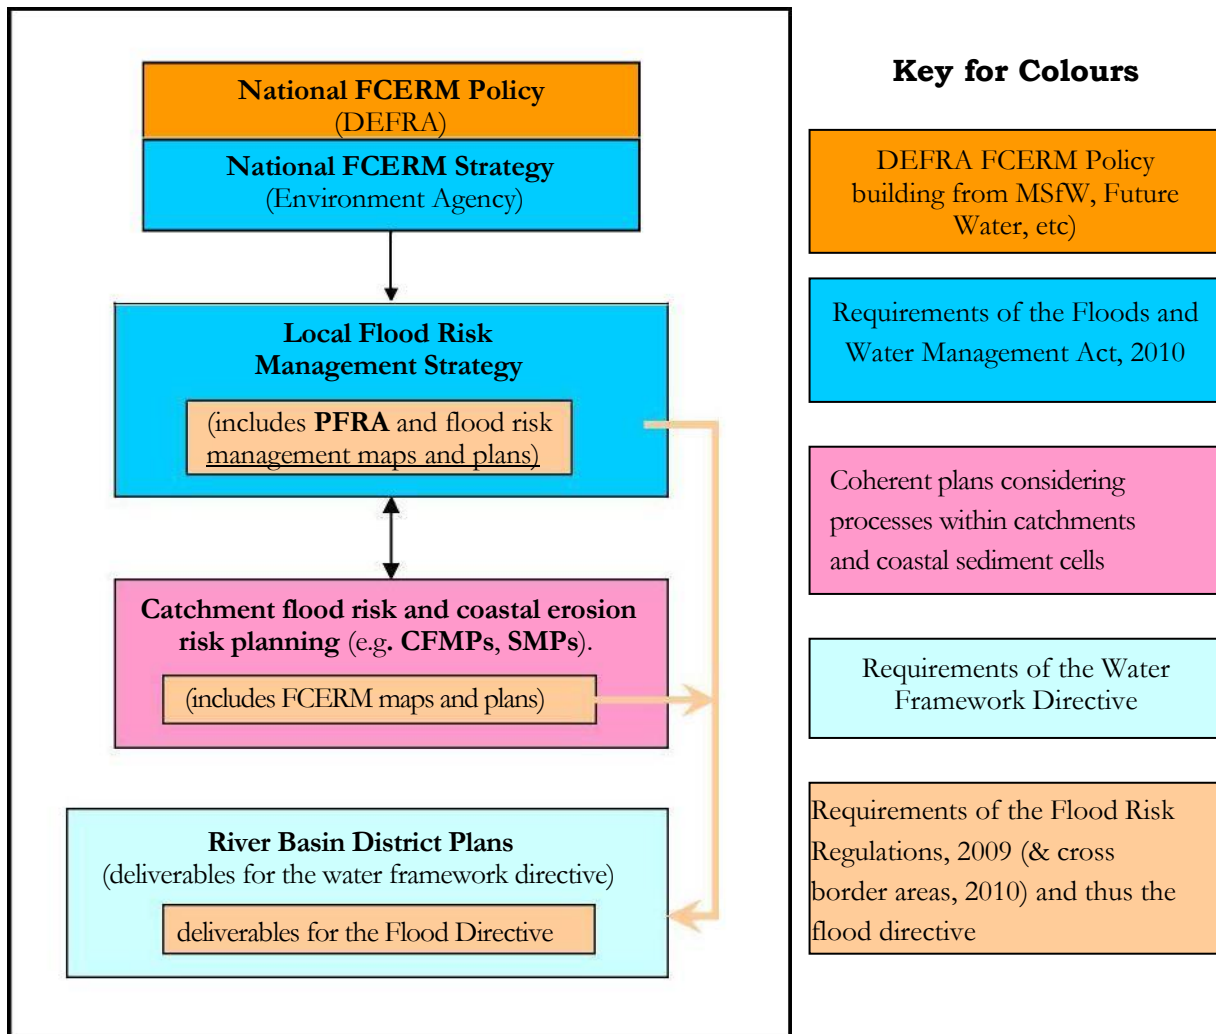 National FCERM Policy
(DEFRA)
National FCERM Strategy
(Environment Agency)
Local Flood Risk
Management Strategy
(includes PFRA and flood risk
management maps and plans)
Catchment flood risk and coastal erosion
risk planning (e.g. CFMPs, SMPs).
(includes FCERM maps and plans)
River Basin District Plans
(deliverables for the water framework directive)
deliverables for the Flood Directive
Key for Colours
DEFRA FCERM Policy
building from MSfW, Future
Water, etc)
Requirements of the Floods and
Water Management Act, 2010
Coherent plans considering
processes within catchments
and coastal sediment cells
Requirements of the Water
Framework Directive
Requirements of the Flood Risk
Regulations, 2009 (& cross
border areas, 2010) and thus the
flood directive